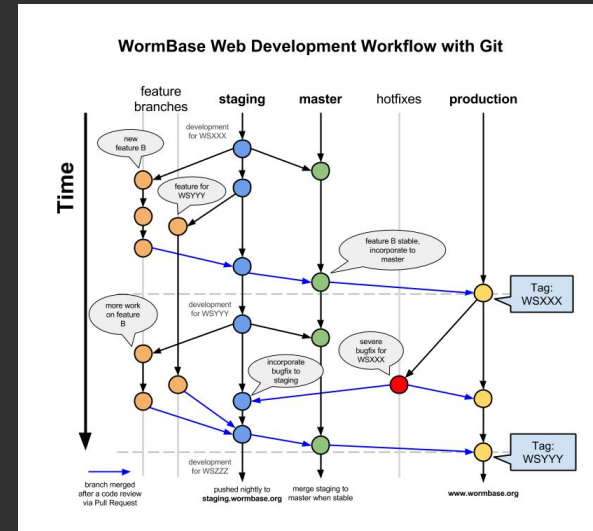 WormBase Web Development Workflow with Git
feature
branches
staging
master
hotfixes
production
Time
development
for WSXXX
new
feature B
feature for
WSYYY
feature B stable,
incorporate to
master
Tag:
WSXXX
more work
on feature
B
development
for WSYYY
severe
bugfix for
WSXXX
incorporate
bugfix to
staging
Tag:
WSYYY
development
for WSZZZ
branch merged
after a code review
via Pull Request
pushed nightly to
staging.wormbase.org
merge staging to
master when stable
www.wormbase.org